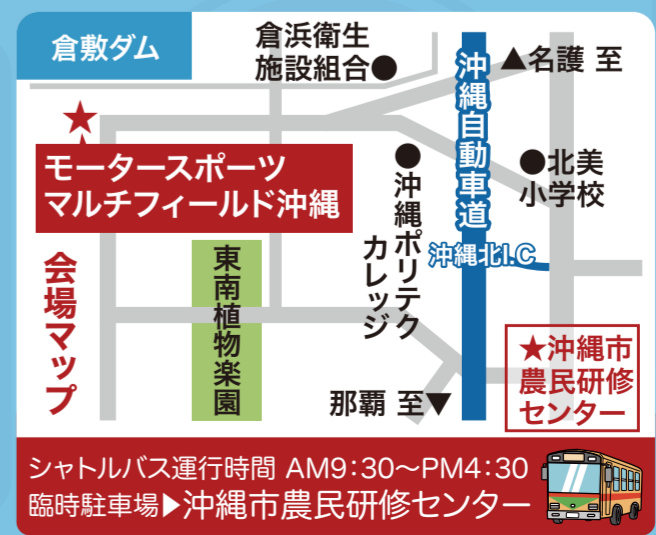 倉敷ダム
倉浜衛生
施設組合●
沖縄自動車道
▲名護 至
★
モータースポーツ
マルチフィールド沖縄
●沖縄ポリテク
カレッジ
●北美
小学校
沖縄北I.C
会場マップ
東南植物楽園
那覇 至▼
★沖縄市
農民研修
センター
シャトルバス運行時間 AM9:30〜PM4:30
臨時駐車場▶沖縄市農民研修センター